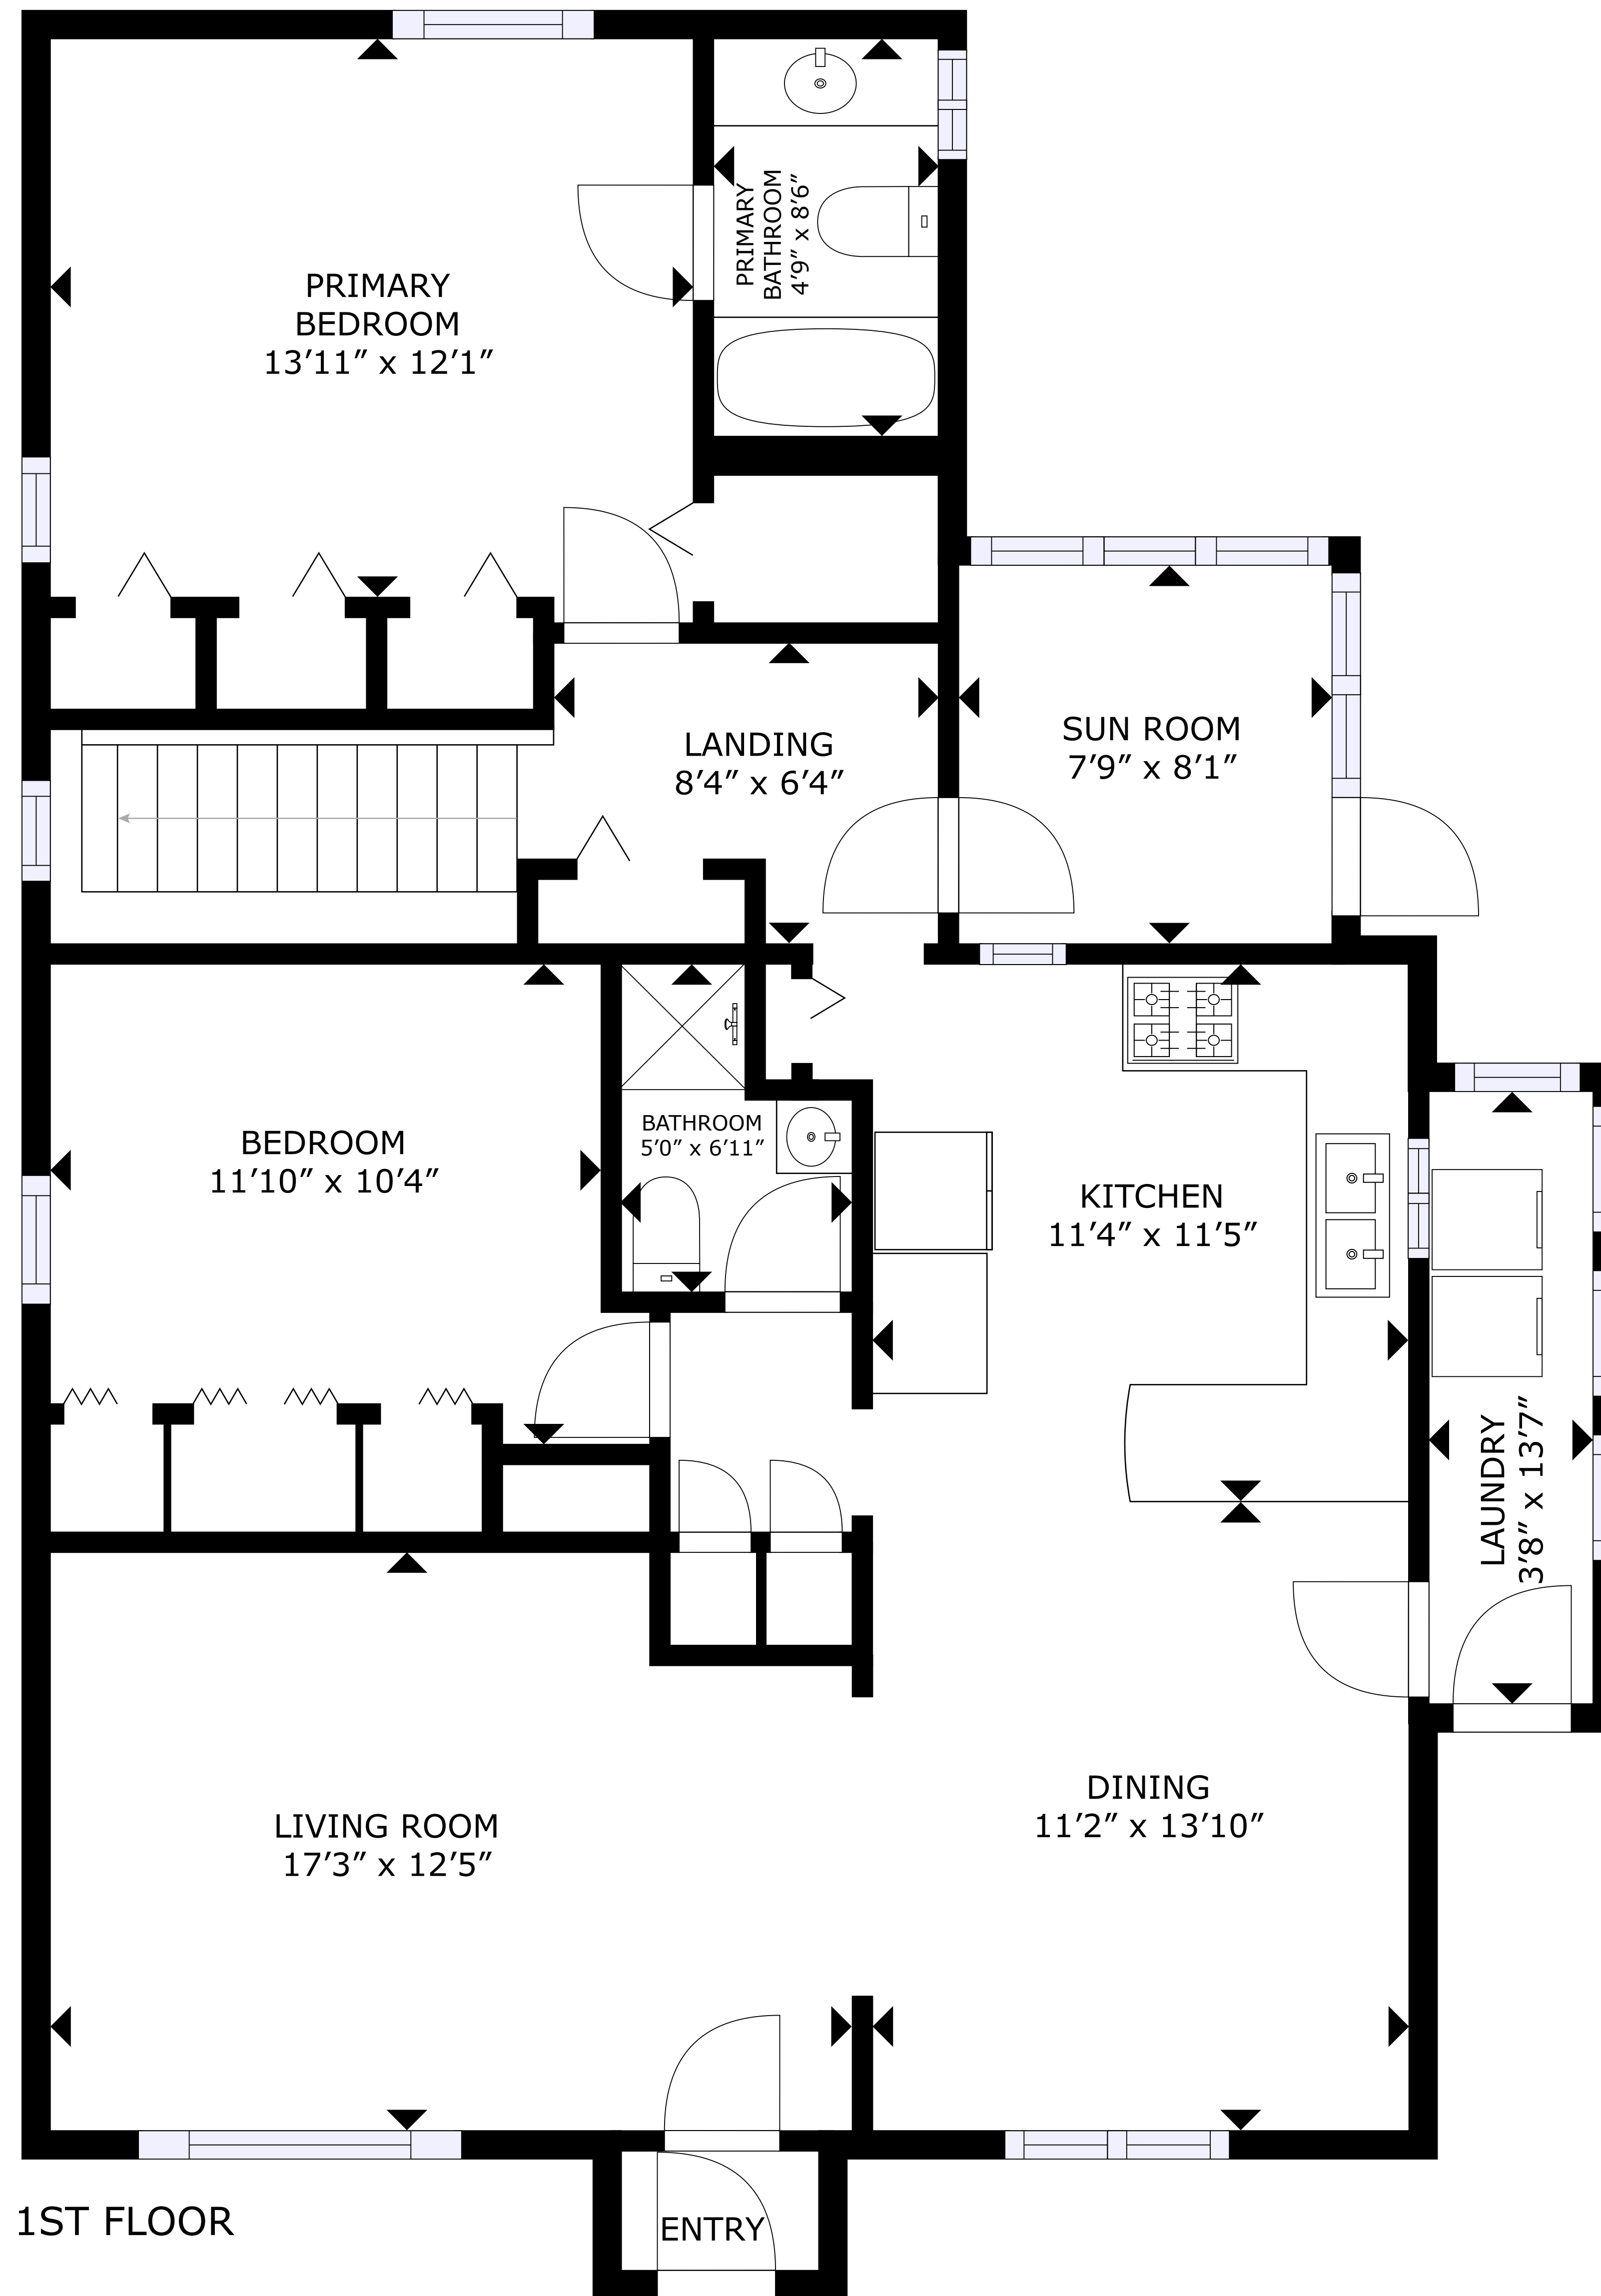 PRIMARY
BATHROOM
4’9” x 8’6”
PRIMARY
BEDROOM
13’11” x 12’1”
LANDING
8’4” x 6’4”
SUN ROOM
7’9” x 8’1”
BEDROOM
11’10” x 10’4”
BATHROOM
5’0” x 6’11”
KITCHEN
11’4” x 11’5”
LAUNDRY
3’8” x 13’7”
LIVING ROOM
17’3” x 12’5”
DINING
11’2” x 13’10”
1ST FLOOR
ENTRY